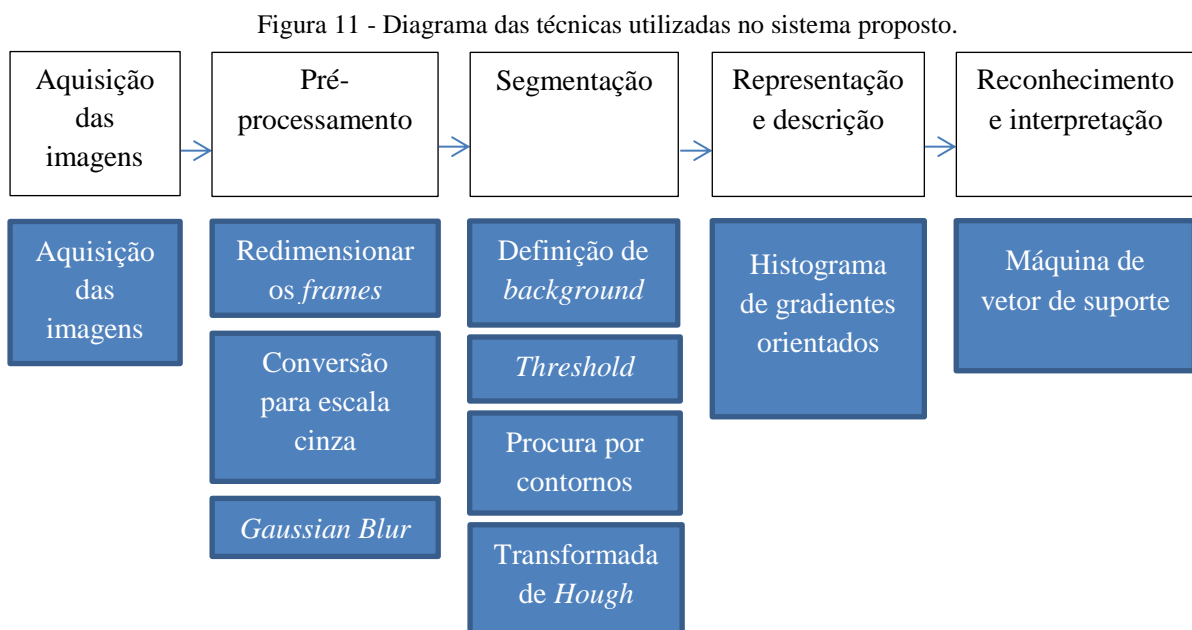 Figura 11 - Diagrama das técnicas utilizadas no sistema proposto.
Aquisição
das
imagens
Pré-
processamento
Segmentação
Representação
e descrição
Reconhecimento
e interpretação
Aquisição
das
imagens
Redimensionar
os frames
Conversão
para escala
cinza
Gaussian Blur
Definição de
background
Threshold
Procura por
contornos
Transformada
de Hough
Histograma
de gradientes
orientados
Máquina de
vetor de suporte